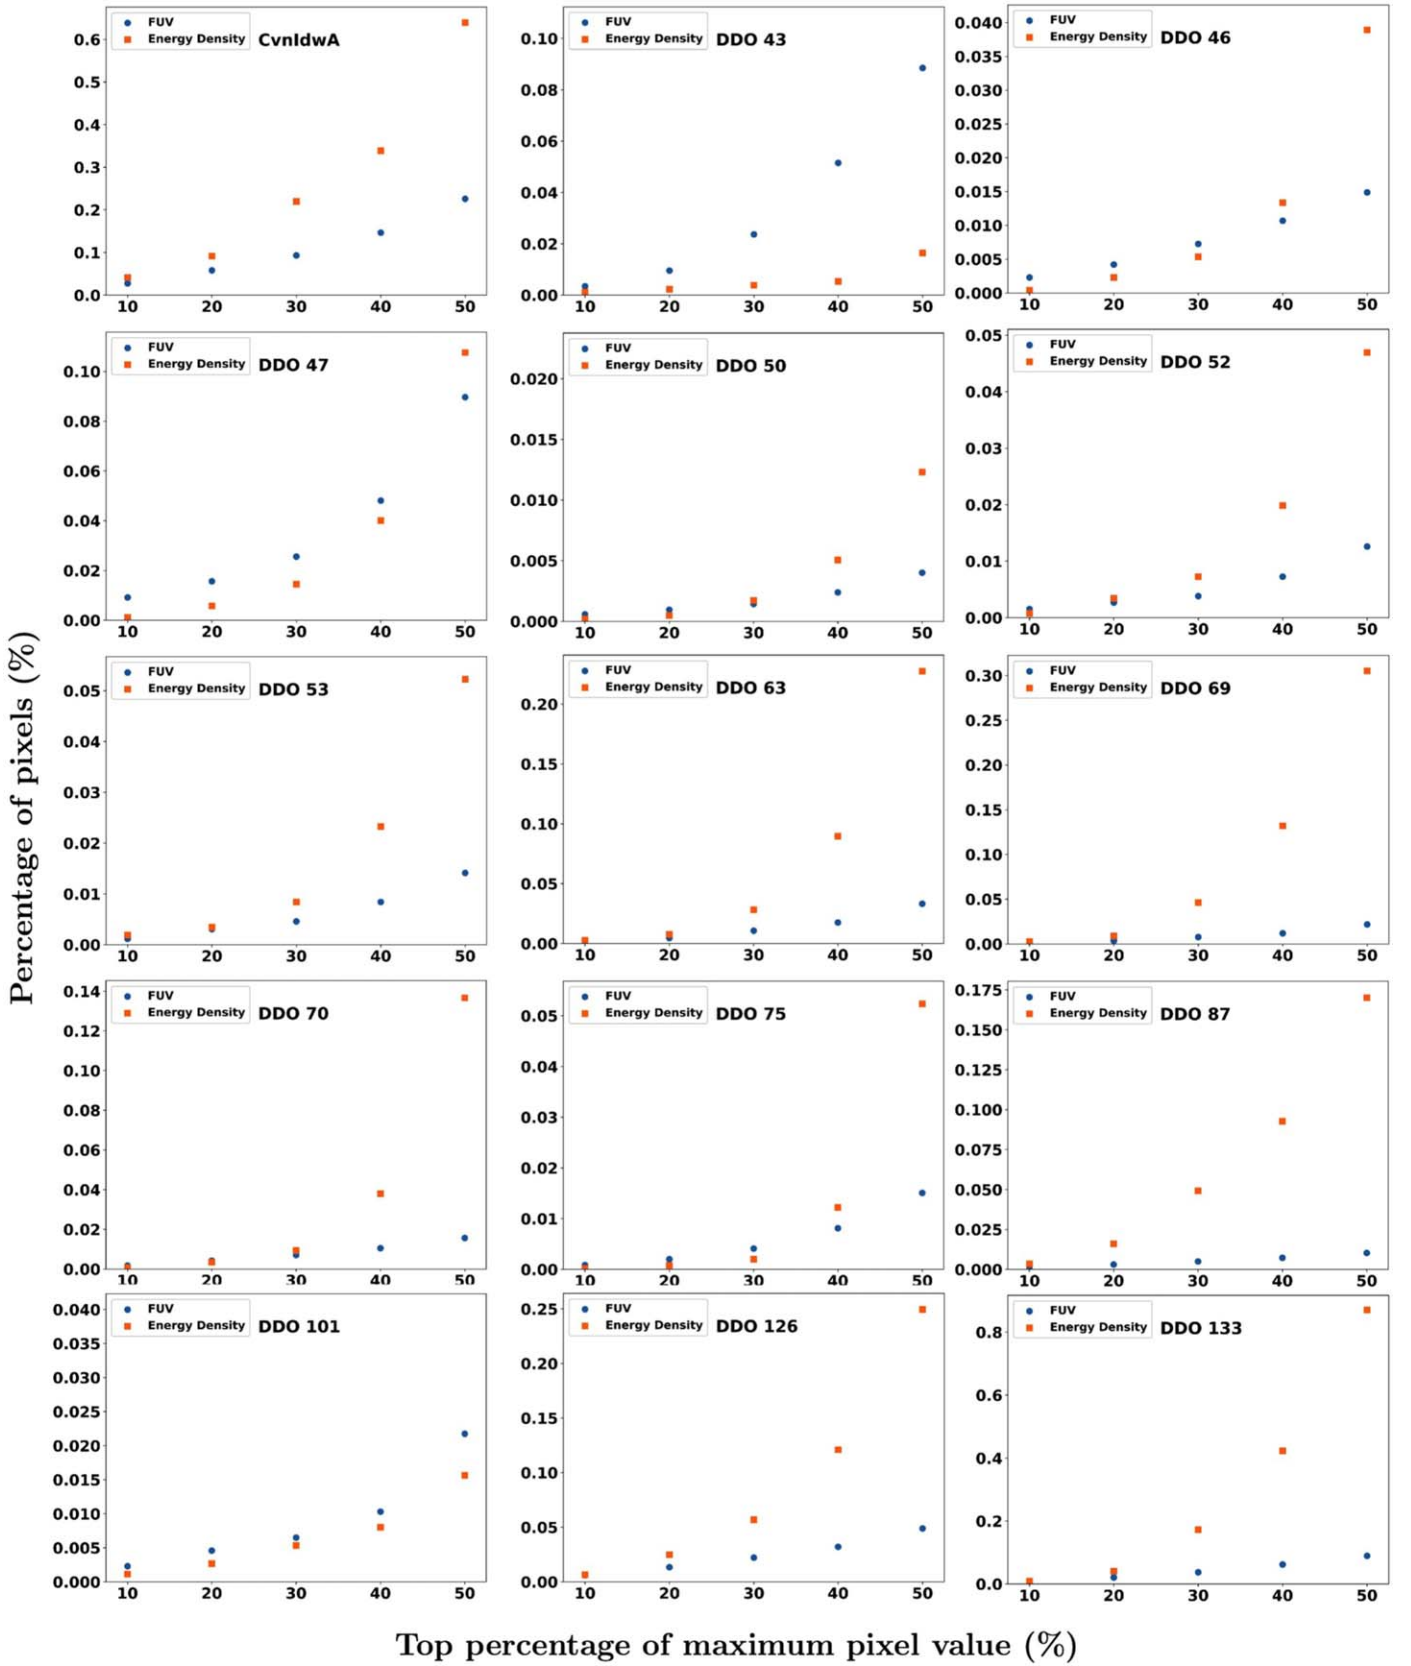 Percentage of pixels (%)
FUV
Energy Density
CvnIdwA
0.6
0.5
0.4
0.3
0.2
0.1
0.0
10 20 30 40 50
FUV
Energy Density
DDO 43
0.10
0.08
0.06
0.04
0.02
0.00
10 20 30 40 50
FUV
Energy Density
DDO 46
0.040
0.035
0.030
0.025
0.020
0.015
0.010
0.005
0.000
10 20 30 40 50
FUV
Energy Density
DDO 47
0.10
0.08
0.06
0.04
0.02
0.00
10 20 30 40 50
FUV
Energy Density
DDO 50
0.020
0.015
0.010
0.005
0.000
10 20 30 40 50
FUV
Energy Density
DDO 52
0.05
0.04
0.03
0.02
0.01
0.00
10 20 30 40 50
FUV
Energy Density
DDO 53
0.05
0.04
0.03
0.02
0.01
0.00
10 20 30 40 50
FUV
Energy Density
DDO 63
0.20
0.15
0.10
0.05
0.00
10 20 30 40 50
FUV
Energy Density
DDO 69
0.30
0.25
0.20
0.15
0.10
0.05
0.00
10 20 30 40 50
FUV
Energy Density
DDO 70
0.14
0.12
0.10
0.08
0.06
0.04
0.02
0.00
10 20 30 40 50
FUV
Energy Density
DDO 75
0.05
0.04
0.03
0.02
0.01
0.00
10 20 30 40 50
FUV
Energy Density
DDO 87
0.175
0.150
0.125
0.100
0.075
0.050
0.025
0.000
10 20 30 40 50
FUV
Energy Density
DDO 101
0.040
0.035
0.030
0.025
0.020
0.015
0.010
0.005
0.000
10 20 30 40 50
FUV
Energy Density
DDO 126
0.25
0.20
0.15
0.10
0.05
0.00
10 20 30 40 50
FUV
Energy Density
DDO 133
0.8
0.6
0.4
0.2
0.0
10 20 30 40 50
Top percentage of maximum pixel value (%)